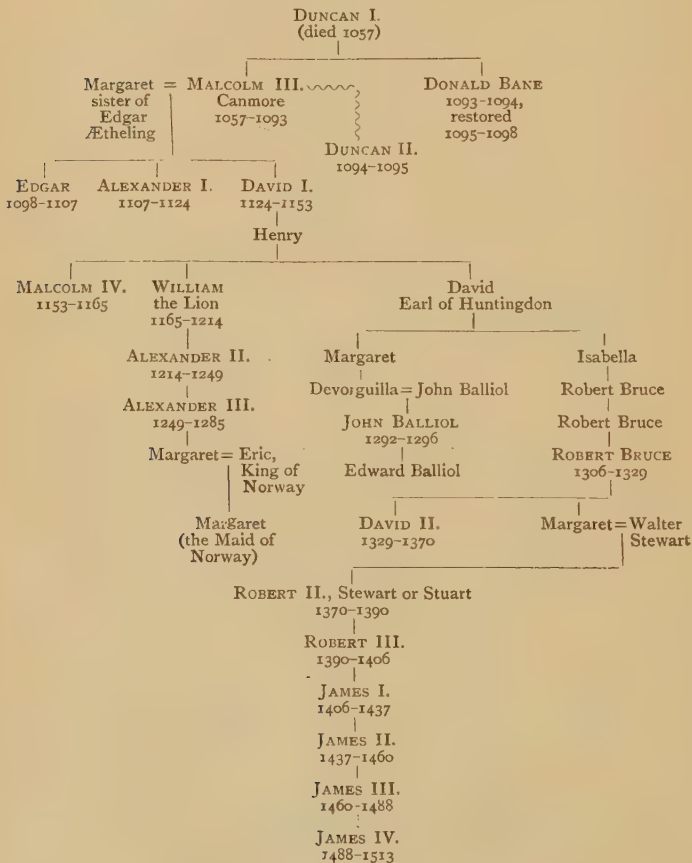 DUNCAN I.
(died 1057)
Margaret = MALCOLM III.
sister of Canmore
Edgar 1057-1093
Ætheling
DONALD BANE
1093-1094,
restored
1095-1098
DUNCAN II.
1094-1095
EDGAR ALEXANDER I. DAVID I.
1098-1107 1107-1124 1124-1153
Henry
MALCOLM IV. WILLIAM David
1153-1165 the Lion Earl of Huntingdon
1165-1214
ALEXANDER II. Margaret Isabella
1214-1249
Devorguilla = John Balliol Robert Bruce
ALEXANDER III. JOHN BALLIOL Robert Bruce
1249-1285 1292-1296
Margaret = Eric, Edward Balliol ROBERT BRUCE
King of 1306-1329
Norway
Margaret DAVID II. Margaret = Walter
(the Maid of 1329-1370 Stewart
Norway)
ROBERT II., Stewart or Stuart
1370-1390
ROBERT III.
1390-1406
JAMES I.
1406-1437
JAMES II.
1437-1460
JAMES III.
1460-1488
JAMES IV.
1488-1513